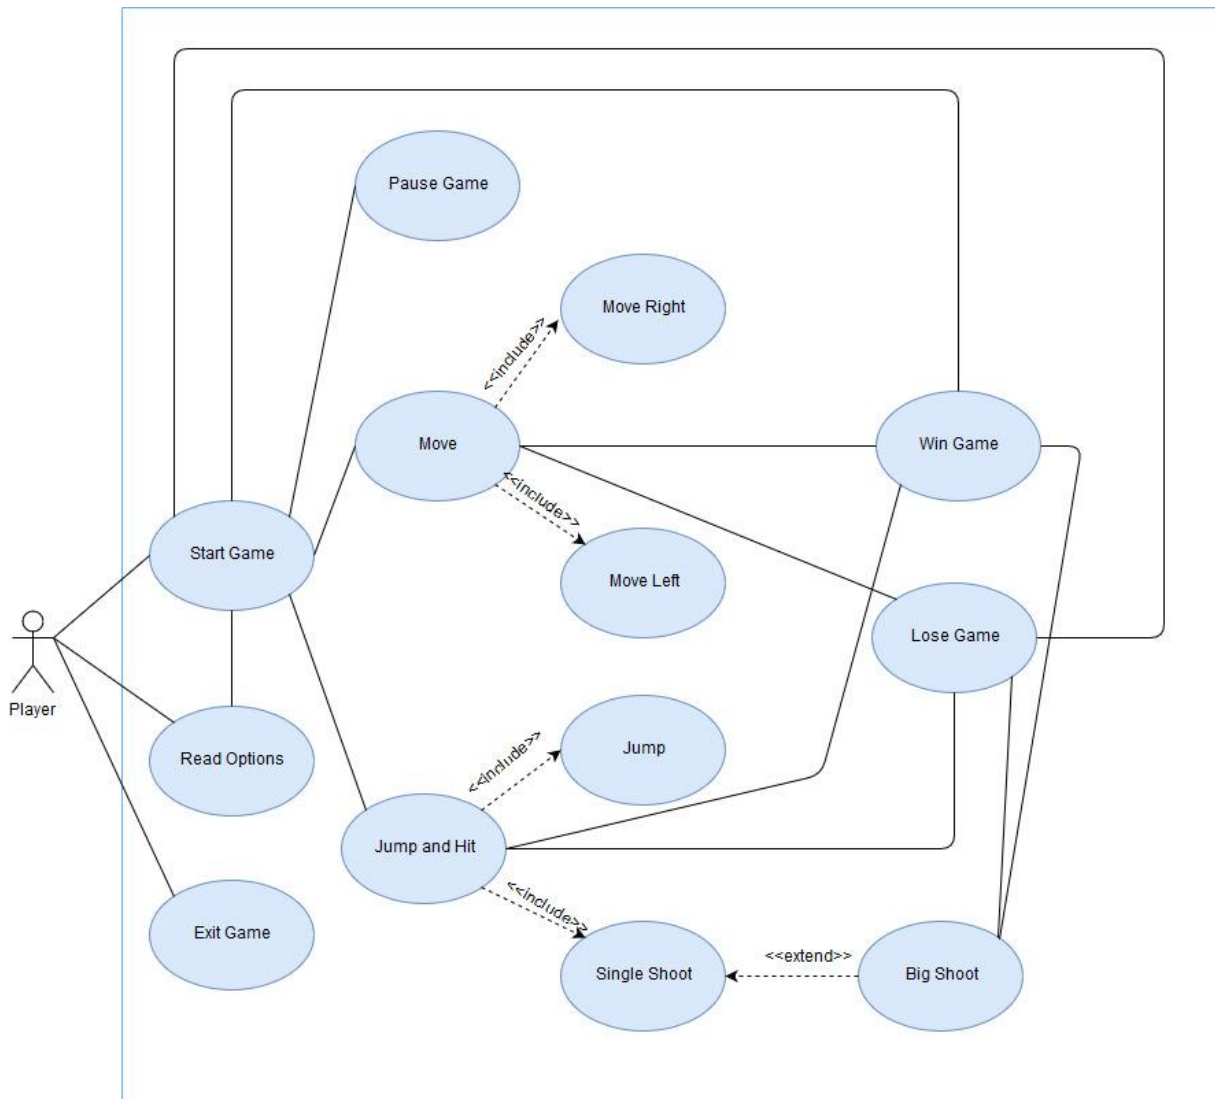 Pause Game
Move Right
<<include>>
Move
Win Game
<<include>>
Start Game
Move Left
Lose Game
Player
Read Options
Jump
<<include>>
Jump and Hit
<<include>>
Exit Game
<<extend>>
Single Shoot
Big Shoot